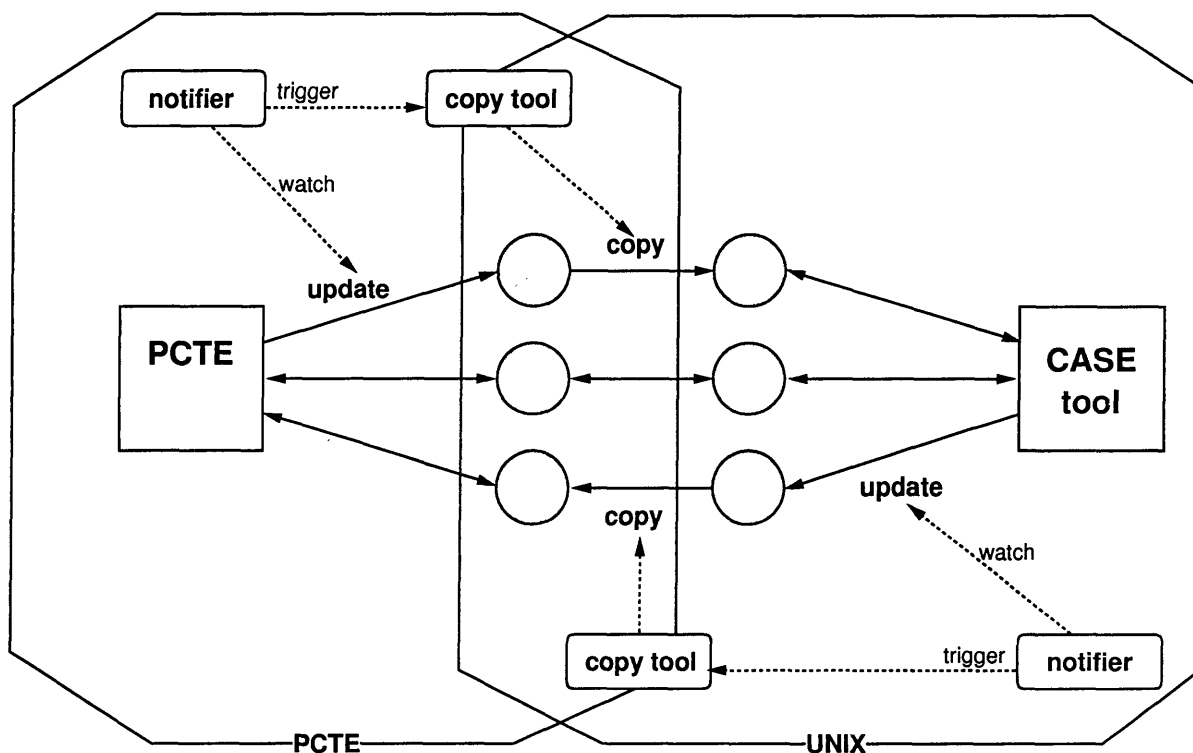 notifier
trigger
copy tool
watch
copy
update
PCTE
CASE
tool
update
copy
watch
copy tool
trigger
notifier
PCTE
UNIX